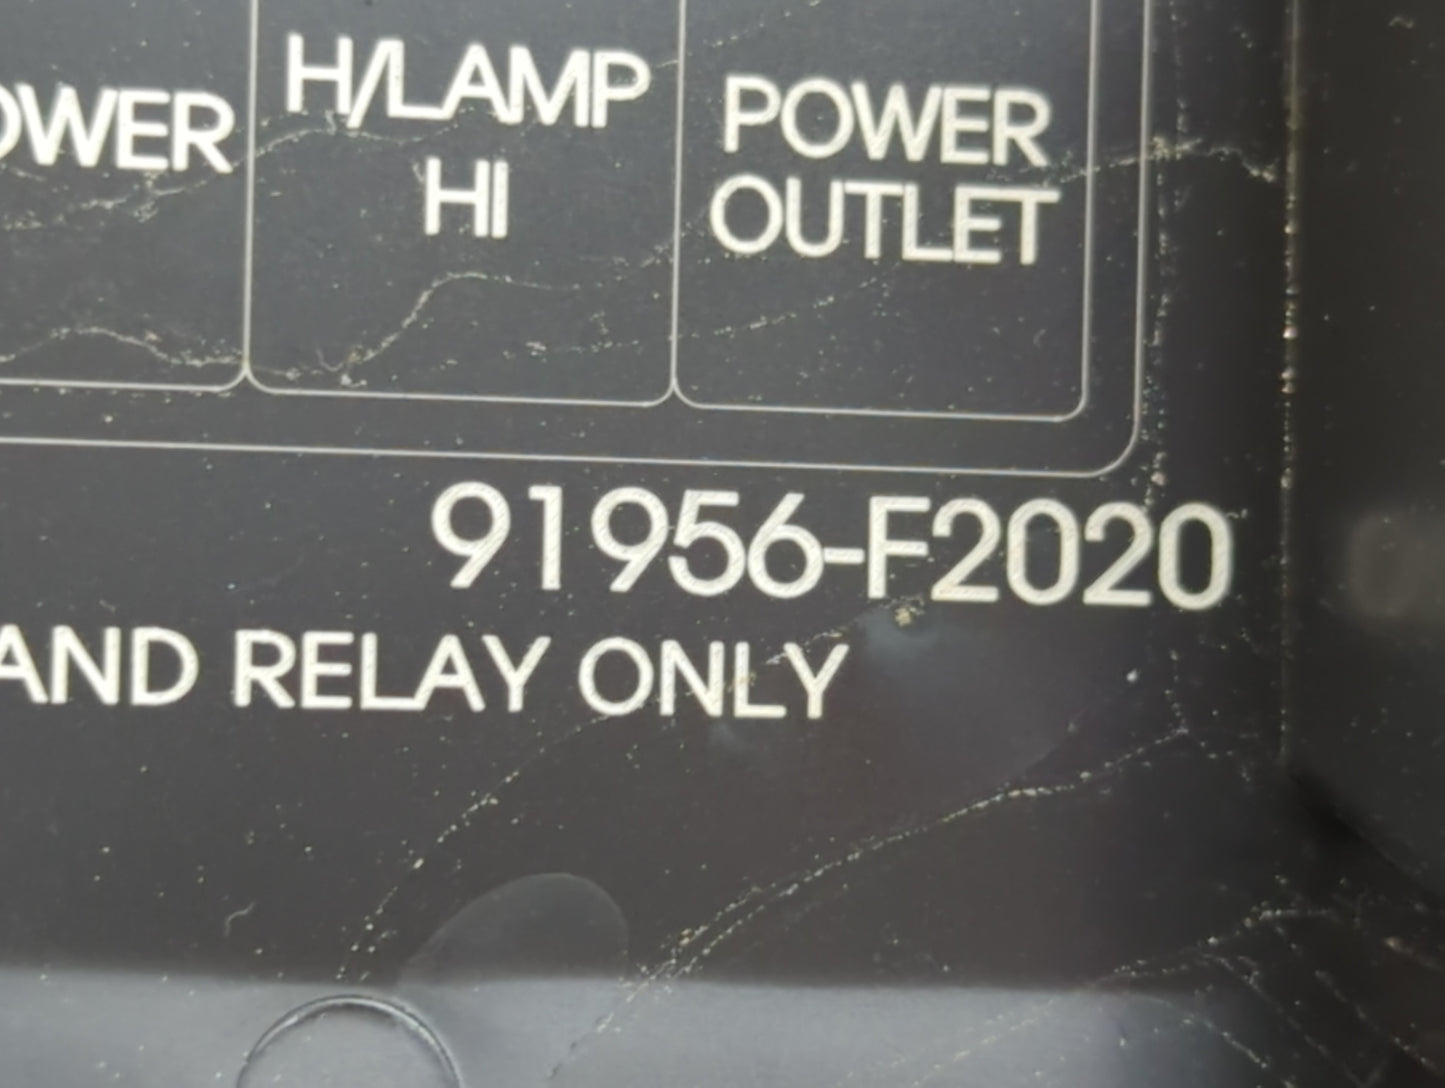 OWER
H/LAMP
HI
POWER
OUTLET
91956-F2020
AND RELAY ONLY